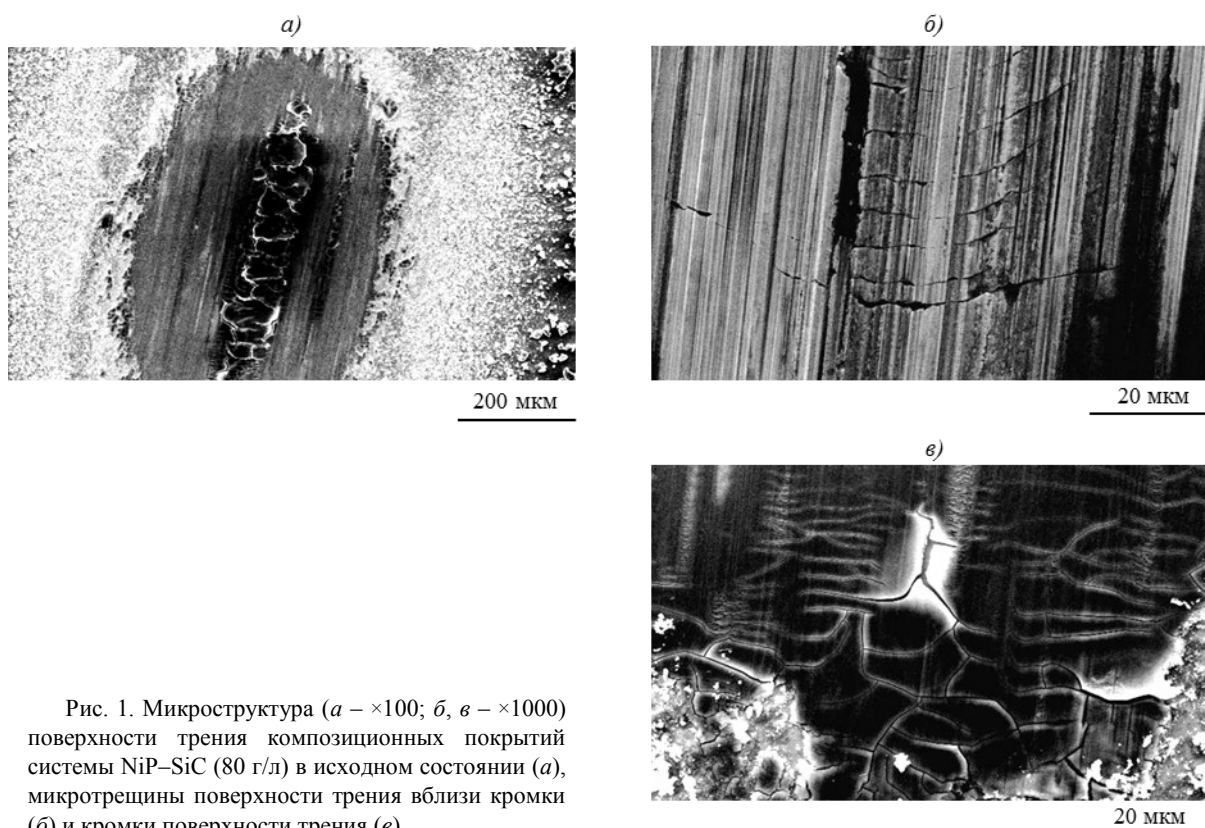 а)
б)
200 мкм
20 мкм
в)
20 мкм
Рис. 1. Микроструктура (а – ×100; б, в – ×1000)
поверхности трения композиционных покрытий
системы NiP–SiC (80 г/л) в исходном состоянии (а),
микротрещины поверхности трения вблизи кромки
(б) и кромки поверхности трения (в)